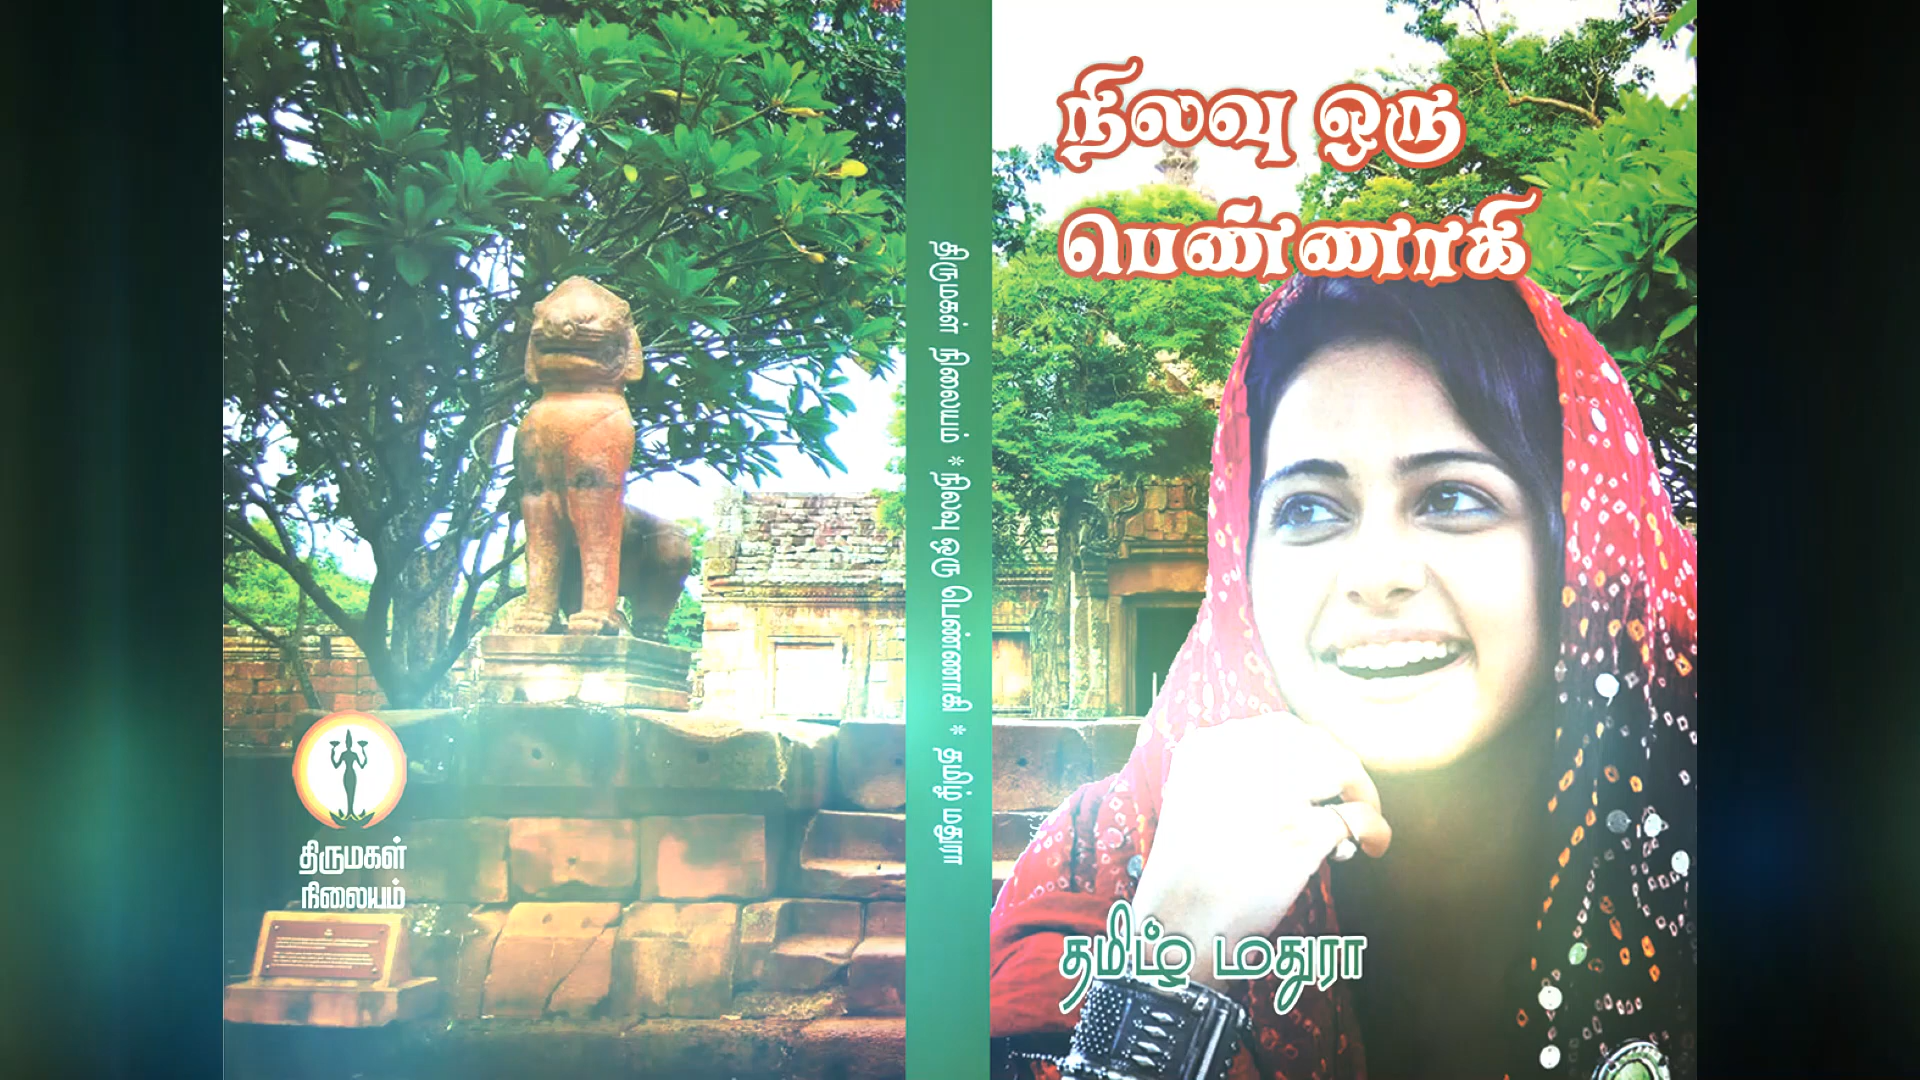 நிலவு ஒரு
பெண்ணாகி
தமிழ் மதுரா
திருமகள் நிலையம் * நிலவு ஒரு பெண்ணாகி * தமிழ் மதுரா
திருமகள்
நிலையம்